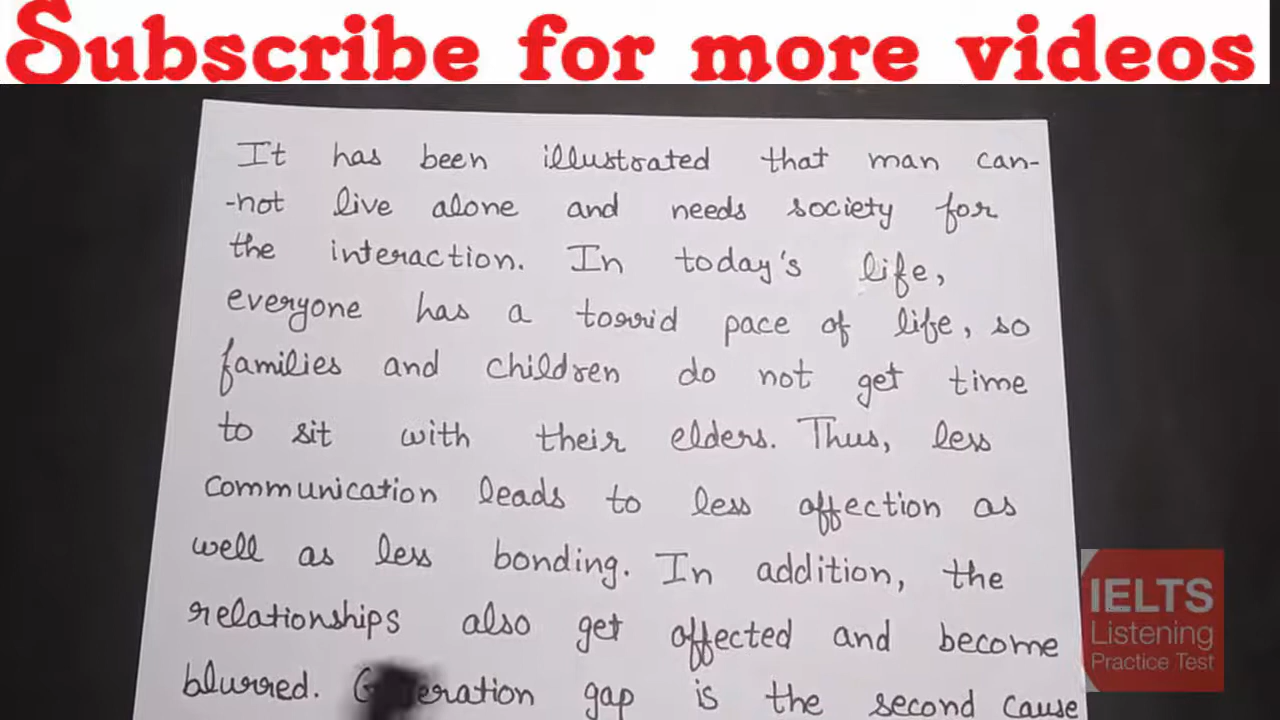 Subscribe for more videos
It has been illustrated that man can-
-not live alone and needs society for
the interaction. In today's life,
everyone has a torrid pace of life, so
families and children do not get time
to sit with their elders. Thus, less
communication leads to less affection as
well as less bonding. In addition, the
relationships also get affected and become
blurred. Generation gap is the second cause
IELTS
Listening
Practice Test